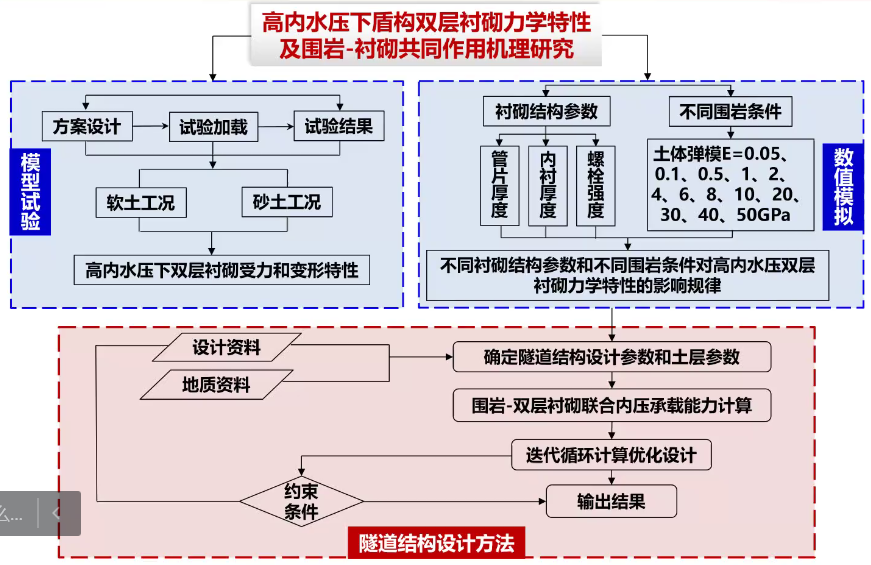 高内水压下盾构双层衬砌力学特性
及围岩-衬砌共同作用机理研究
模型试验
方案设计
试验加载
试验结果
软土工况
砂土工况
高内水压下双层衬砌受力和变形特性
数值模拟
衬砌结构参数
不同围岩条件
管片厚度
内衬厚度
螺栓强度
土体弹模E=0.05、
0.1、0.5、1、2、
4、6、8、10、20、
30、40、50GPa
不同衬砌结构参数和不同围岩条件对高内水压双层
衬砌力学特性的影响规律
设计资料
地质资料
确定隧道结构设计参数和土层参数
围岩-双层衬砌联合内压承载能力计算
迭代循环计算优化设计
约束
条件
输出结果
隧道结构设计方法